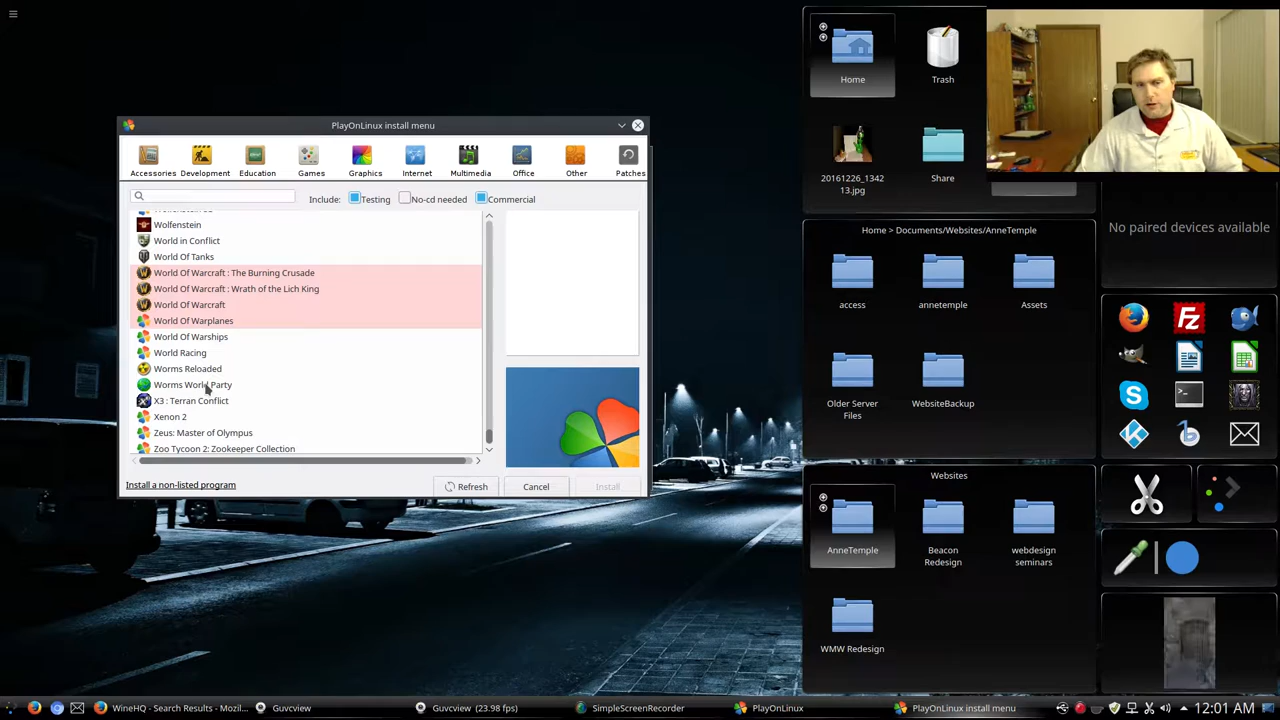 Home
Trash
20161226_1342
13.jpg
Share
No paired devices available
PlayOnLinux install menu
Accessories Development Education Games Graphics Internet Multimedia Office Other Patches
Include: Testing No-cd needed Commercial
Wolfenstein
World in Conflict
World Of Tanks
World Of Warcraft : The Burning Crusade
World Of Warcraft : Wrath of the Lich King
World Of Warcraft
World Of Warplanes
World Of Warships
World Racing
Worms Reloaded
Worms World Party
X3 : Terran Conflict
Xenon 2
Zeus: Master of Olympus
Zoo Tycoon 2: Zookeeper Collection
Install a non-listed program
Refresh
Cancel
Install
Home > Documents/Websites/AnneTemple
access
annetemple
Assets
Older Server
Files
WebsiteBackup
Websites
AnneTemple
Beacon
Redesign
webdesign
seminars
WMW Redesign
WineHQ - Search Results - Mozil...
Guvcview
Guvcview (23.98 fps)
SimpleScreenRecorder
PlayOnLinux
PlayOnLinux install menu
12:01 AM